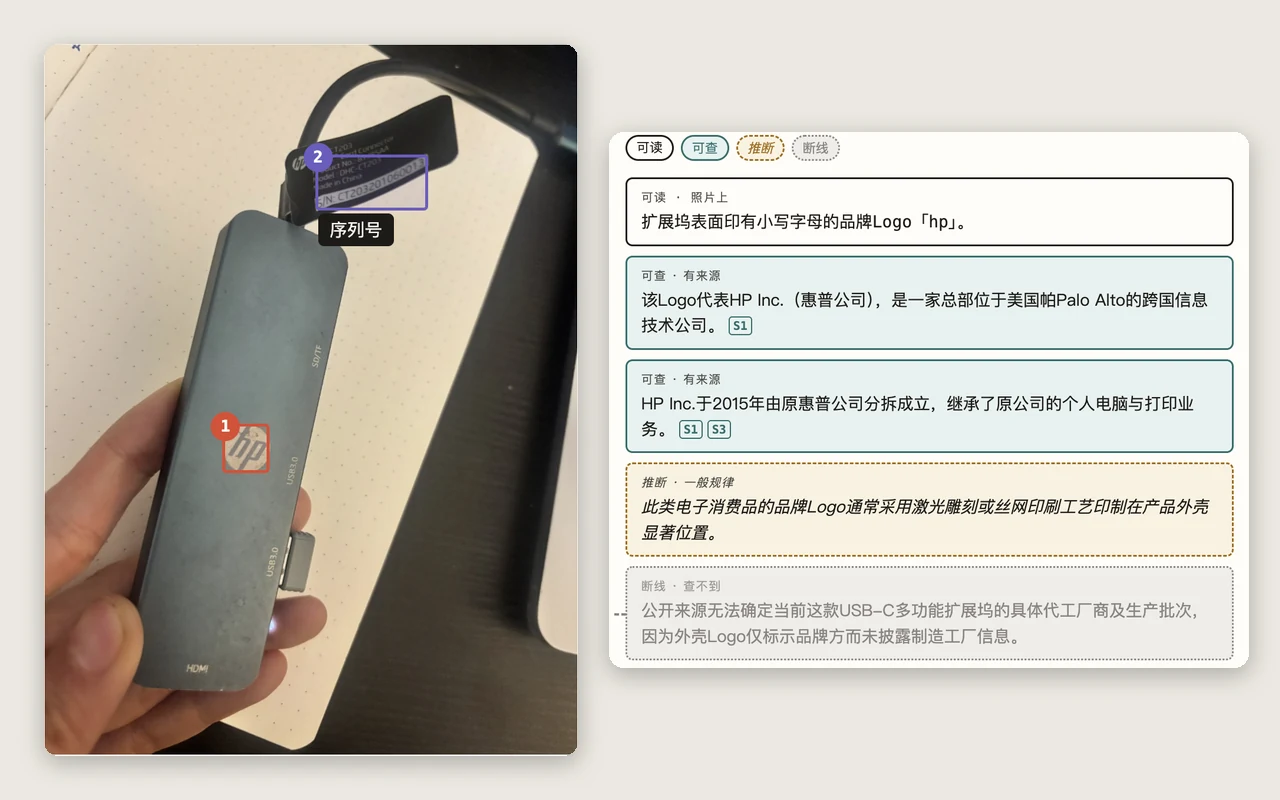 CT203
Made in China
S/N: CT203201060013
2
序列号
SD/TF
1
hp
USB3.0
USB3.0
HDMI
可读
可查
推断
断线
可读 · 照片上
扩展坞表面印有小写字母的品牌Logo「hp」。
可查 · 有来源
该Logo代表HP Inc.（惠普公司），是一家总部位于美国帕Palo Alto的跨国信息
技术公司。 S1
可查 · 有来源
HP Inc.于2015年由原惠普公司分拆成立，继承了原公司的个人电脑与打印业
务。 S1 S3
推断 · 一般规律
此类电子消费品的品牌Logo通常采用激光雕刻或丝网印刷工艺印制在产品外壳
显著位置。
断线 · 查不到
公开来源无法确定当前这款USB-C多功能扩展坞的具体代工厂商及生产批次，
因为外壳Logo仅标示品牌方而未披露制造工厂信息。